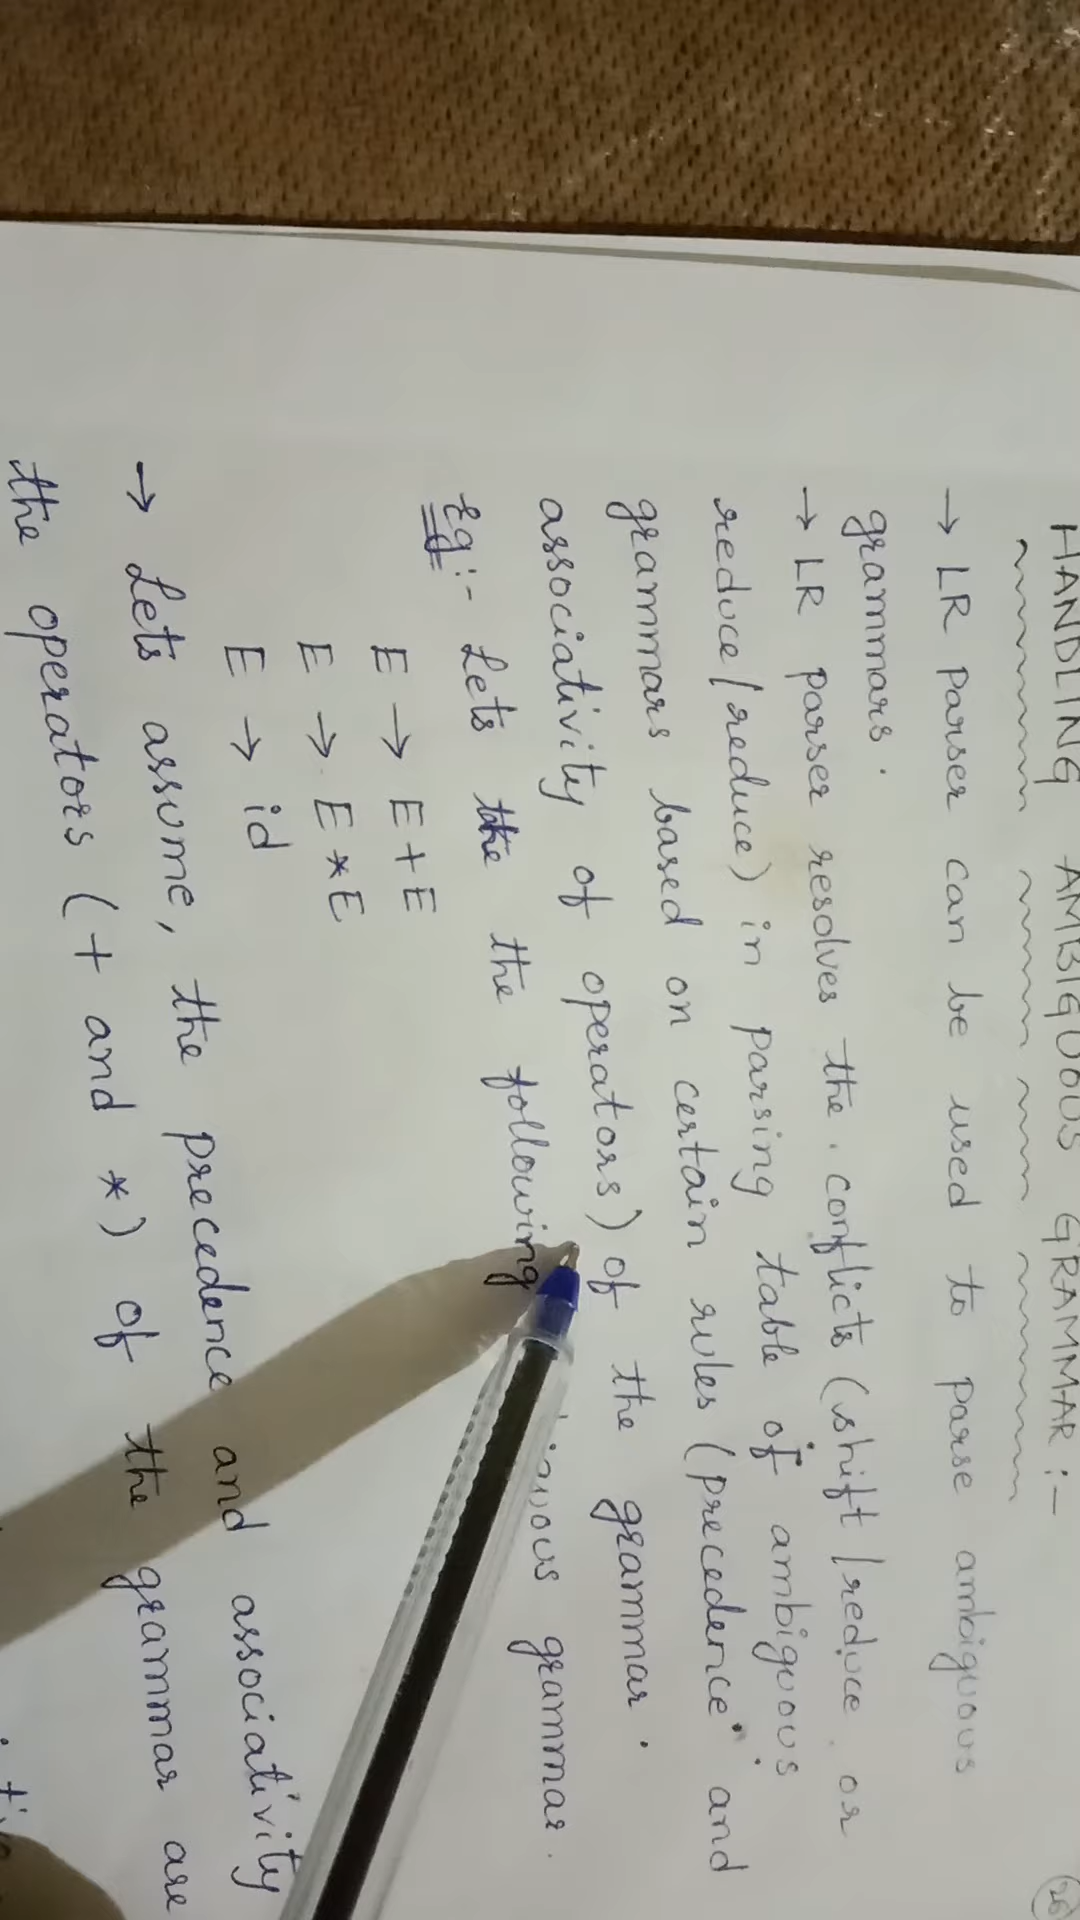 26
HANDLING AMBIGUOUS GRAMMAR :-
→ LR parser can be used to parse ambiguous
grammars.
→ LR parser resolves the conflicts (shift/reduce or
reduce/reduce) in parsing table of ambiguous
grammars based on certain rules (precedence and
associativity of operators) of the grammar.
Eg:- Lets take the following grammar.
E → E+E
E → E*E
E → id
→ Lets assume, the precedence and associativity
the operators (+ and *) of the grammar are